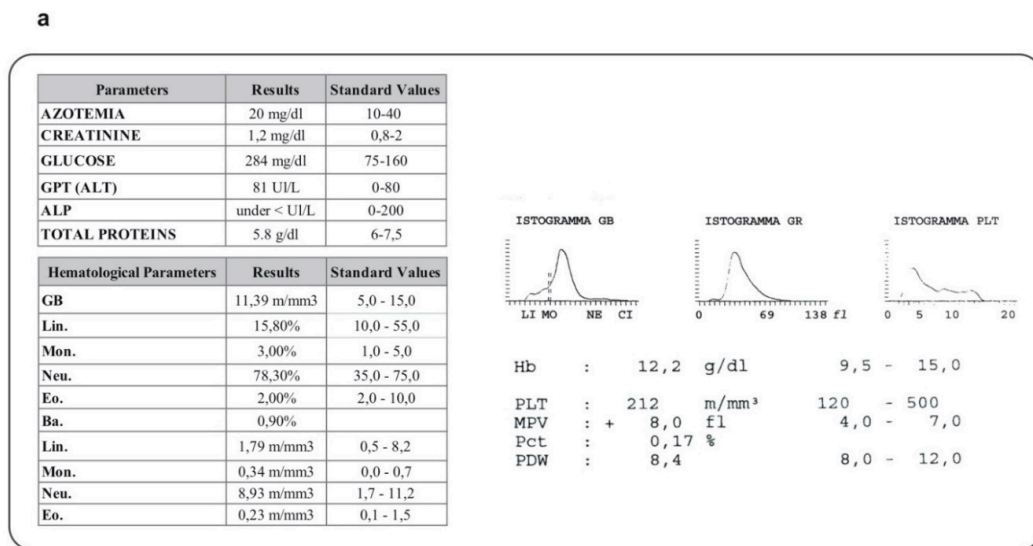 a
Parameters Results Standard Values
AZOTEMIA 20 mg/dl 10-40
CREATININE 1,2 mg/dl 0,8-2
GLUCOSE 284 mg/dl 75-160
GPT (ALT) 81 UI/L 0-80
ALP under < UI/L 0-200
TOTAL PROTEINS 5.8 g/dl 6-7,5
Hematological Parameters Results Standard Values
GB 11,39 m/mm3 5,0 - 15,0
Lin. 15,80% 10,0 - 55,0
Mon. 3,00% 1,0 - 5,0
Neu. 78,30% 35,0 - 75,0
Eo. 2,00% 2,0 - 10,0
Ba. 0,90%
Lin. 1,79 m/mm3 0,5 - 8,2
Mon. 0,34 m/mm3 0,0 - 0,7
Neu. 8,93 m/mm3 1,7 - 11,2
Eo. 0,23 m/mm3 0,1 - 1,5
ISTOGRAMMA GB ISTOGRAMMA GR ISTOGRAMMA PLT
LI MO NE CI 0 69 138 fl 0 5 10 20
Hb : 12,2 g/dl 9,5 - 15,0
PLT : 212 m/mm³ 120 - 500
MPV : + 8,0 fl 4,0 - 7,0
Pct : 0,17 %
PDW : 8,4 8,0 - 12,0